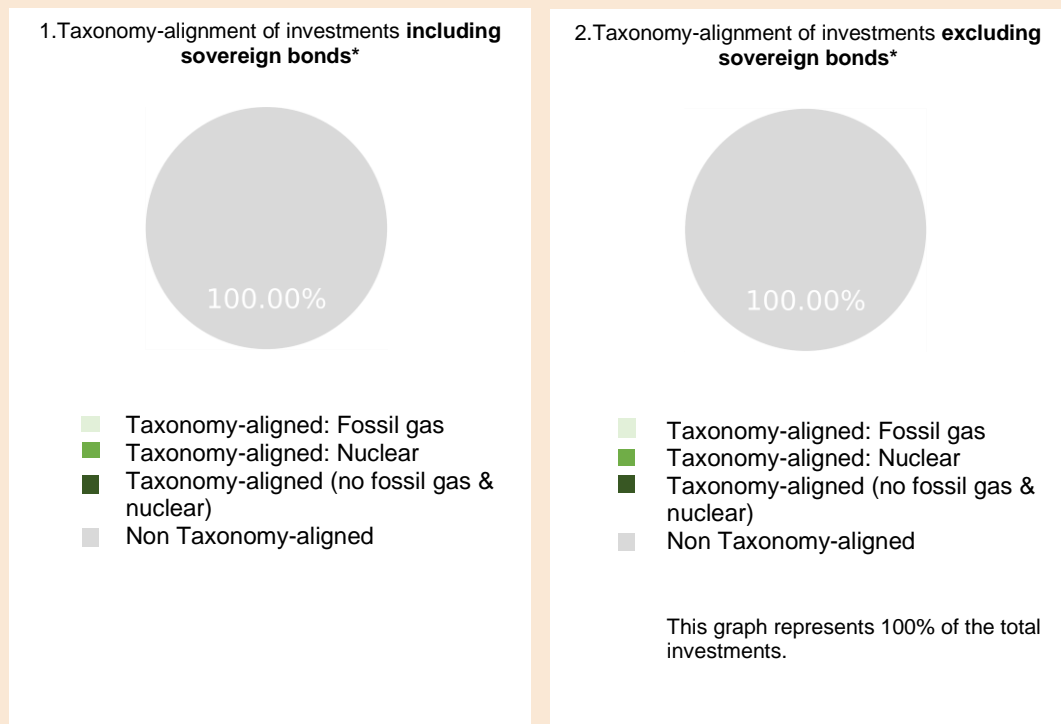 1.Taxonomy-alignment of investments including
sovereign bonds*
100.00%
Taxonomy-aligned: Fossil gas
Taxonomy-aligned: Nuclear
Taxonomy-aligned (no fossil gas &
nuclear)
Non Taxonomy-aligned
2.Taxonomy-alignment of investments excluding
sovereign bonds*
100.00%
Taxonomy-aligned: Fossil gas
Taxonomy-aligned: Nuclear
Taxonomy-aligned (no fossil gas &
nuclear)
Non Taxonomy-aligned
This graph represents 100% of the total
investments.